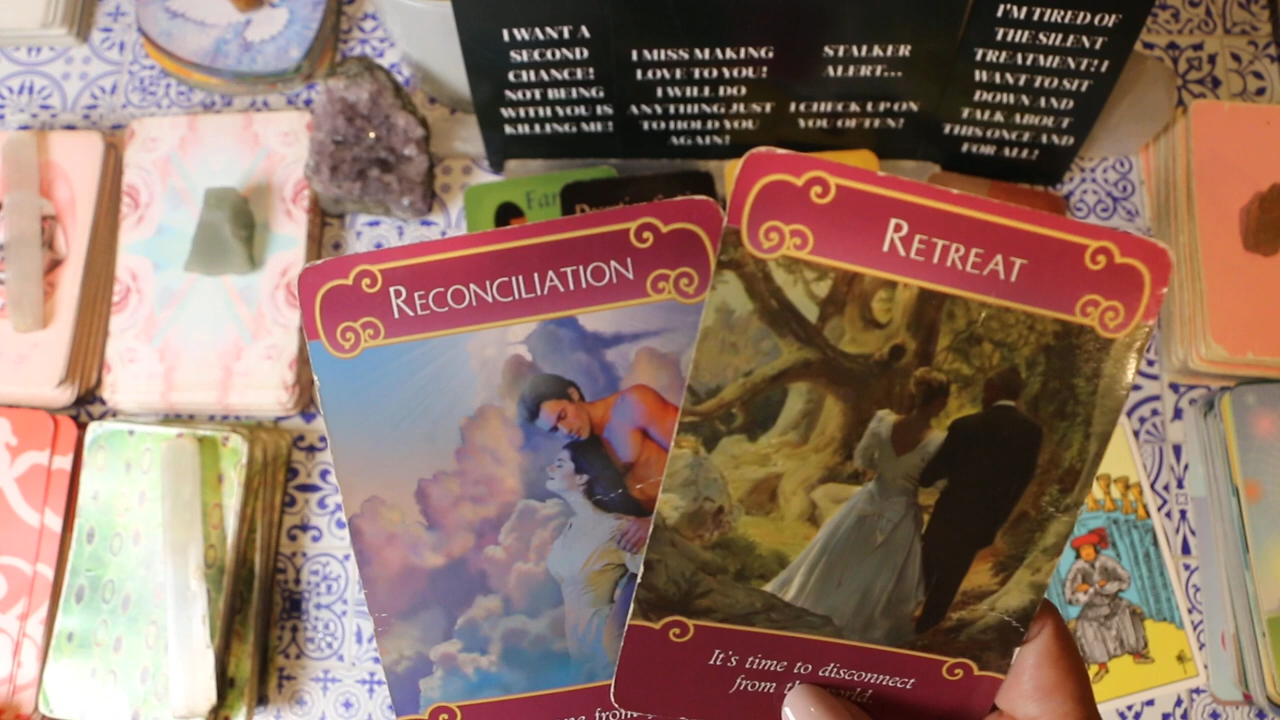 I WANT A
SECOND
CHANCE!
NOT BEING
WITH YOU IS
KILLING ME!
I MISS MAKING
LOVE TO YOU!
I WILL DO
ANYTHING JUST
TO HOLD YOU
AGAIN!
STALKER
ALERT...
I CHECK UP ON
YOU OFTEN!
I'M TIRED OF
THE SILENT
TREATMENT! I
WANT TO SIT
DOWN AND
TALK ABOUT
THIS ONCE AND
FOR ALL!
RECONCILIATION
RETREAT
It's time to disconnect
from the world.